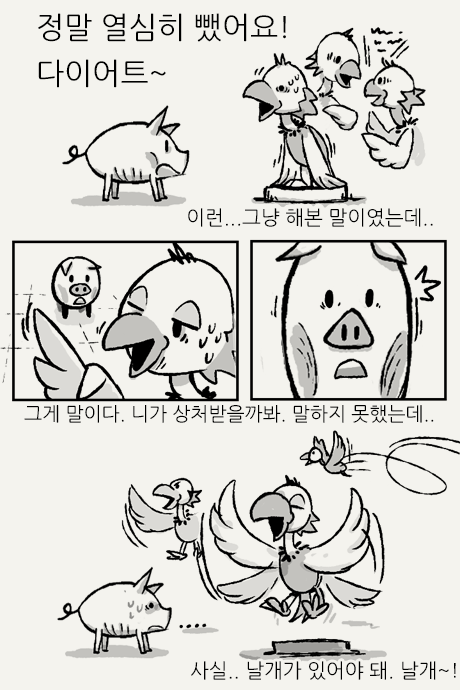 정말 열심히 뺐어요!
다이어트~
이런...그냥 해본 말이였는데..
그게 말이다. 니가 상처받을까봐. 말하지 못했는데..
사실.. 날개가 있어야 돼. 날개~!